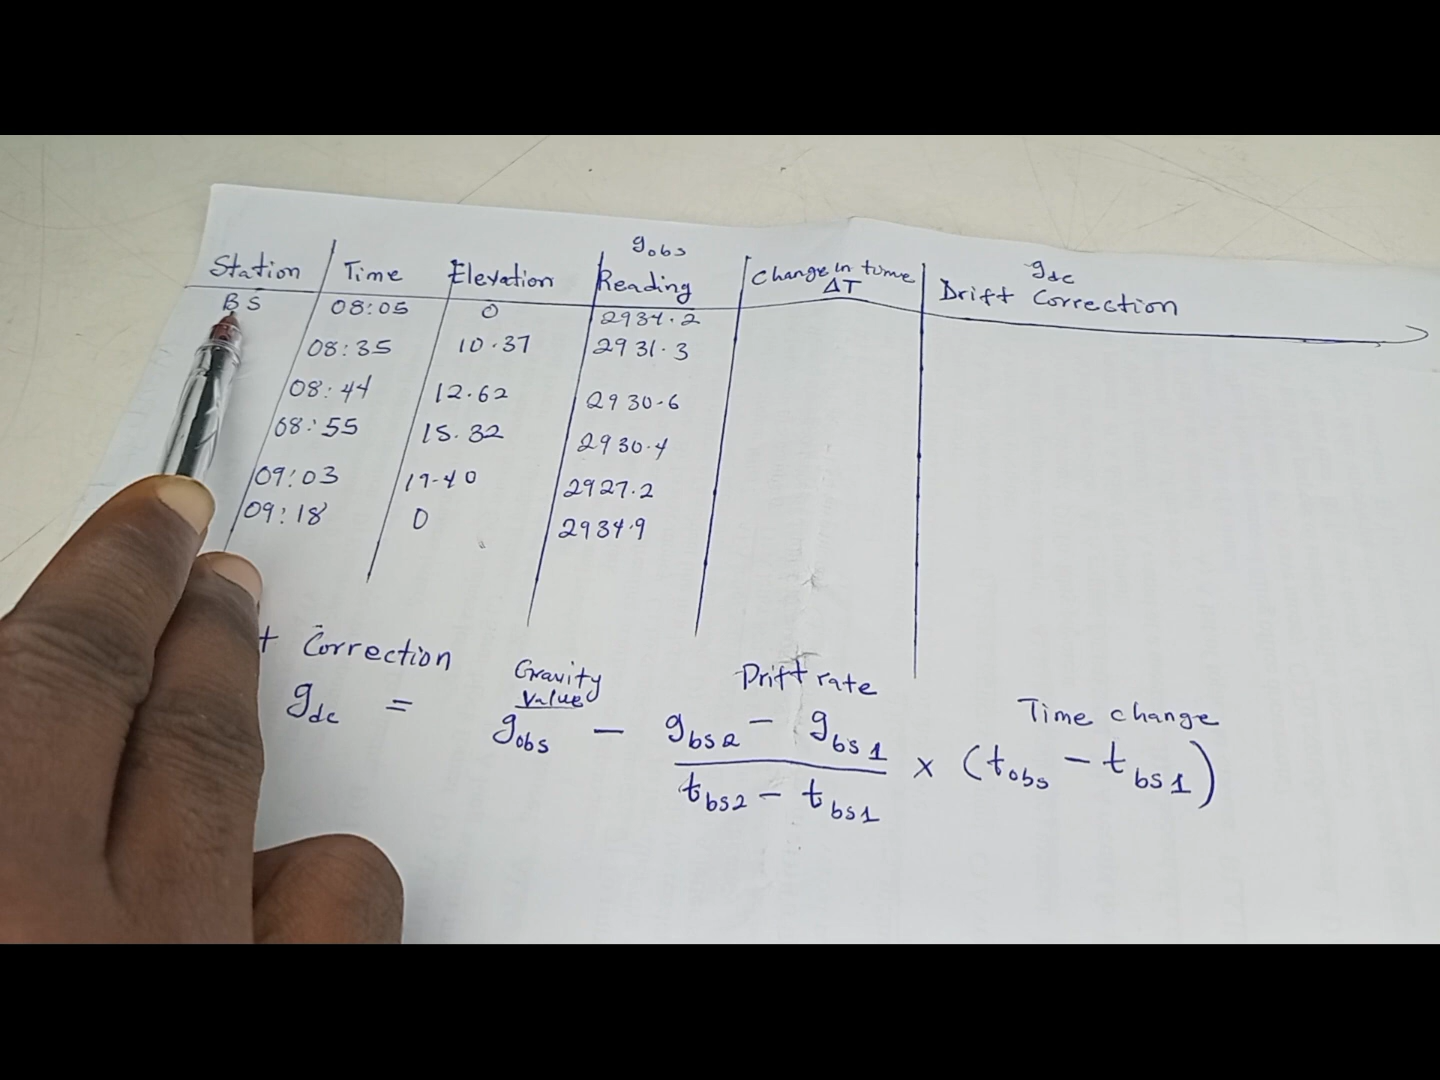 Station Time Elevation gobs Reading Change in time ΔT gdc Drift Correction
BS 08:05 0 2934.2
08:35 10.37 2931.3
08:44 12.62 2930.6
08:55 15.32 2930.4
09:03 19.40 2927.2
09:18 0 2934.9
Correction
Gravity Value Drift rate Time change
gdc = gobs - (gbs2 - gbs1)/(tbs2 - tbs1) × (tobs - tbs1)